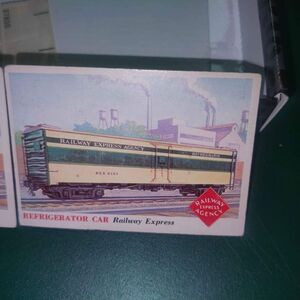 RAILWAY EXPRESS AGENCY
REFRIGERATOR
REFRIGERATOR CAR Railway Express
RAILWAY
EXPRESS
AGENCY